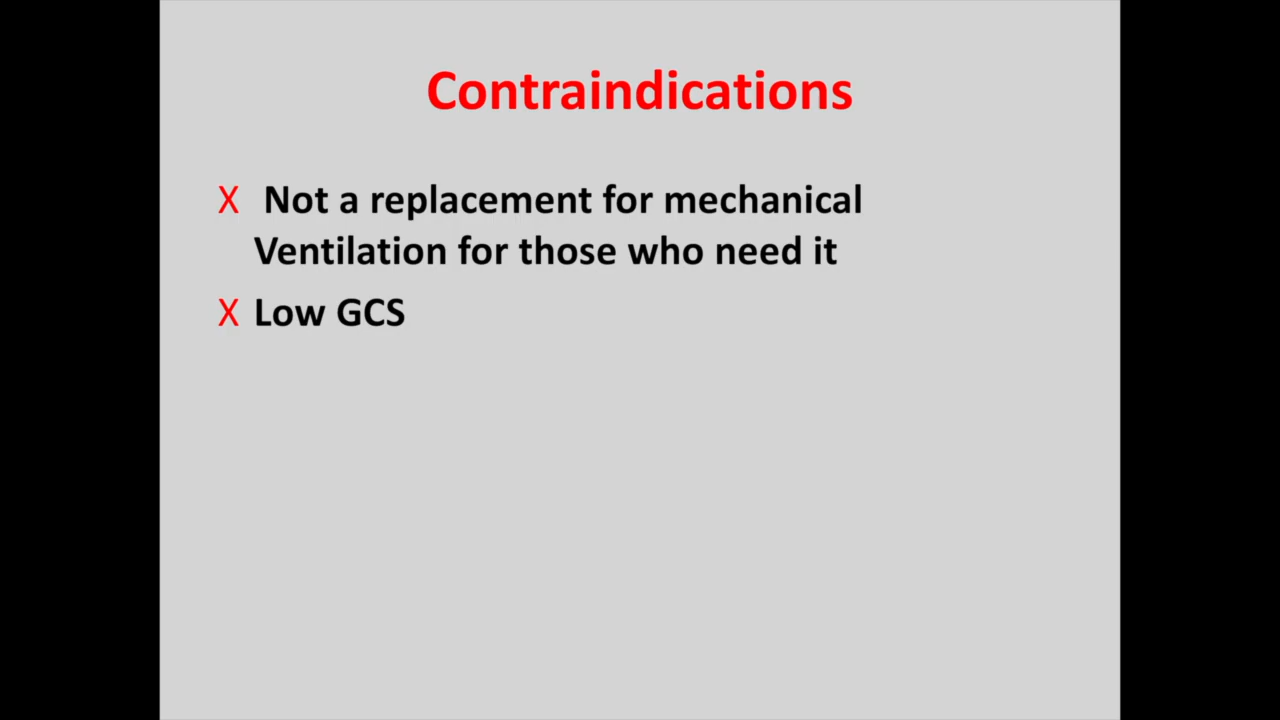 Contraindications
X Not a replacement for mechanical
Ventilation for those who need it
X Low GCS